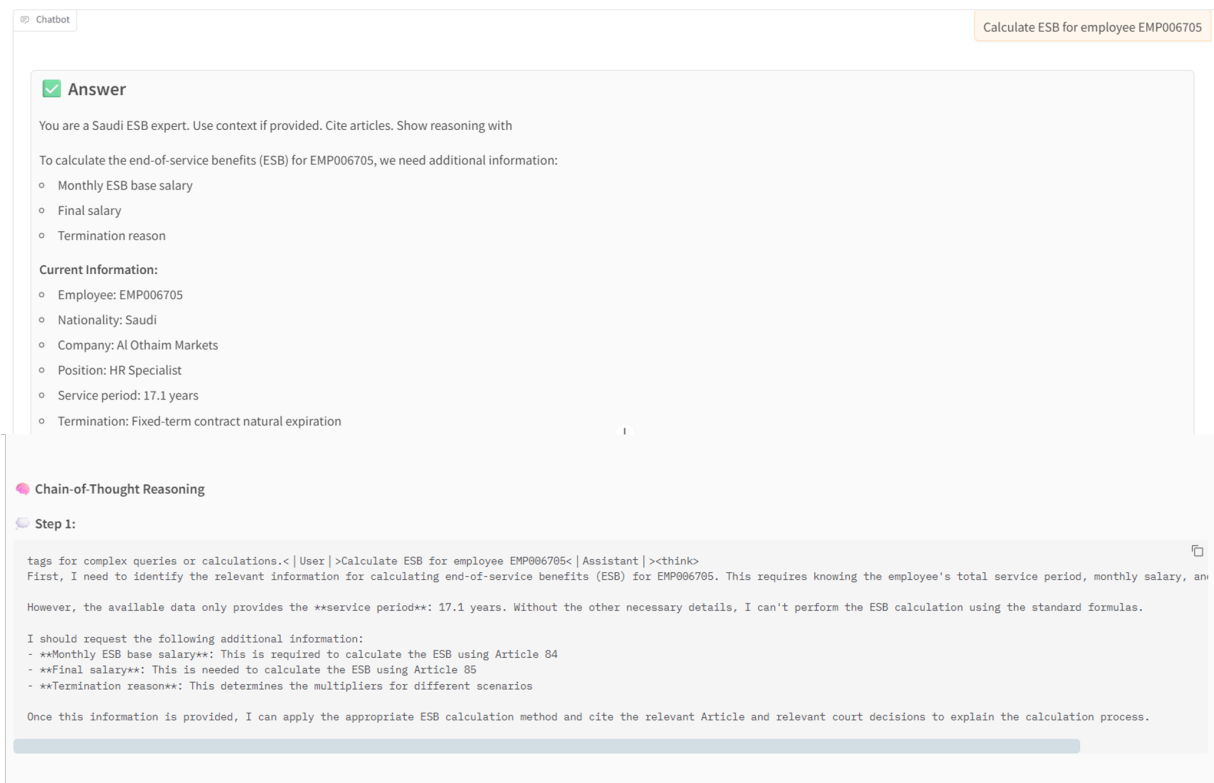 Chatbot
Calculate ESB for employee EMP006705
✅ Answer
You are a Saudi ESB expert. Use context if provided. Cite articles. Show reasoning with
To calculate the end-of-service benefits (ESB) for EMP006705, we need additional information:
Monthly ESB base salary
Final salary
Termination reason
Current Information:
Employee: EMP006705
Nationality: Saudi
Company: Al Othaim Markets
Position: HR Specialist
Service period: 17.1 years
Termination: Fixed-term contract natural expiration
🧠 Chain-of-Thought Reasoning
💭 Step 1:
tags for complex queries or calculations.<|User|>Calculate ESB for employee EMP006705<|Assistant|><think>
First, I need to identify the relevant information for calculating end-of-service benefits (ESB) for EMP006705. This requires knowing the employee's total service period, monthly salary,
However, the available data only provides the **service period**: 17.1 years. Without the other necessary details, I can't perform the ESB calculation using the standard formulas.
I should request the following additional information:
- **Monthly ESB base salary**: This is required to calculate the ESB using Article 84
- **Final salary**: This is needed to calculate the ESB using Article 85
- **Termination reason**: This determines the multipliers for different scenarios
Once this information is provided, I can apply the appropriate ESB calculation method and cite the relevant Article and relevant court decisions to explain the calculation process.